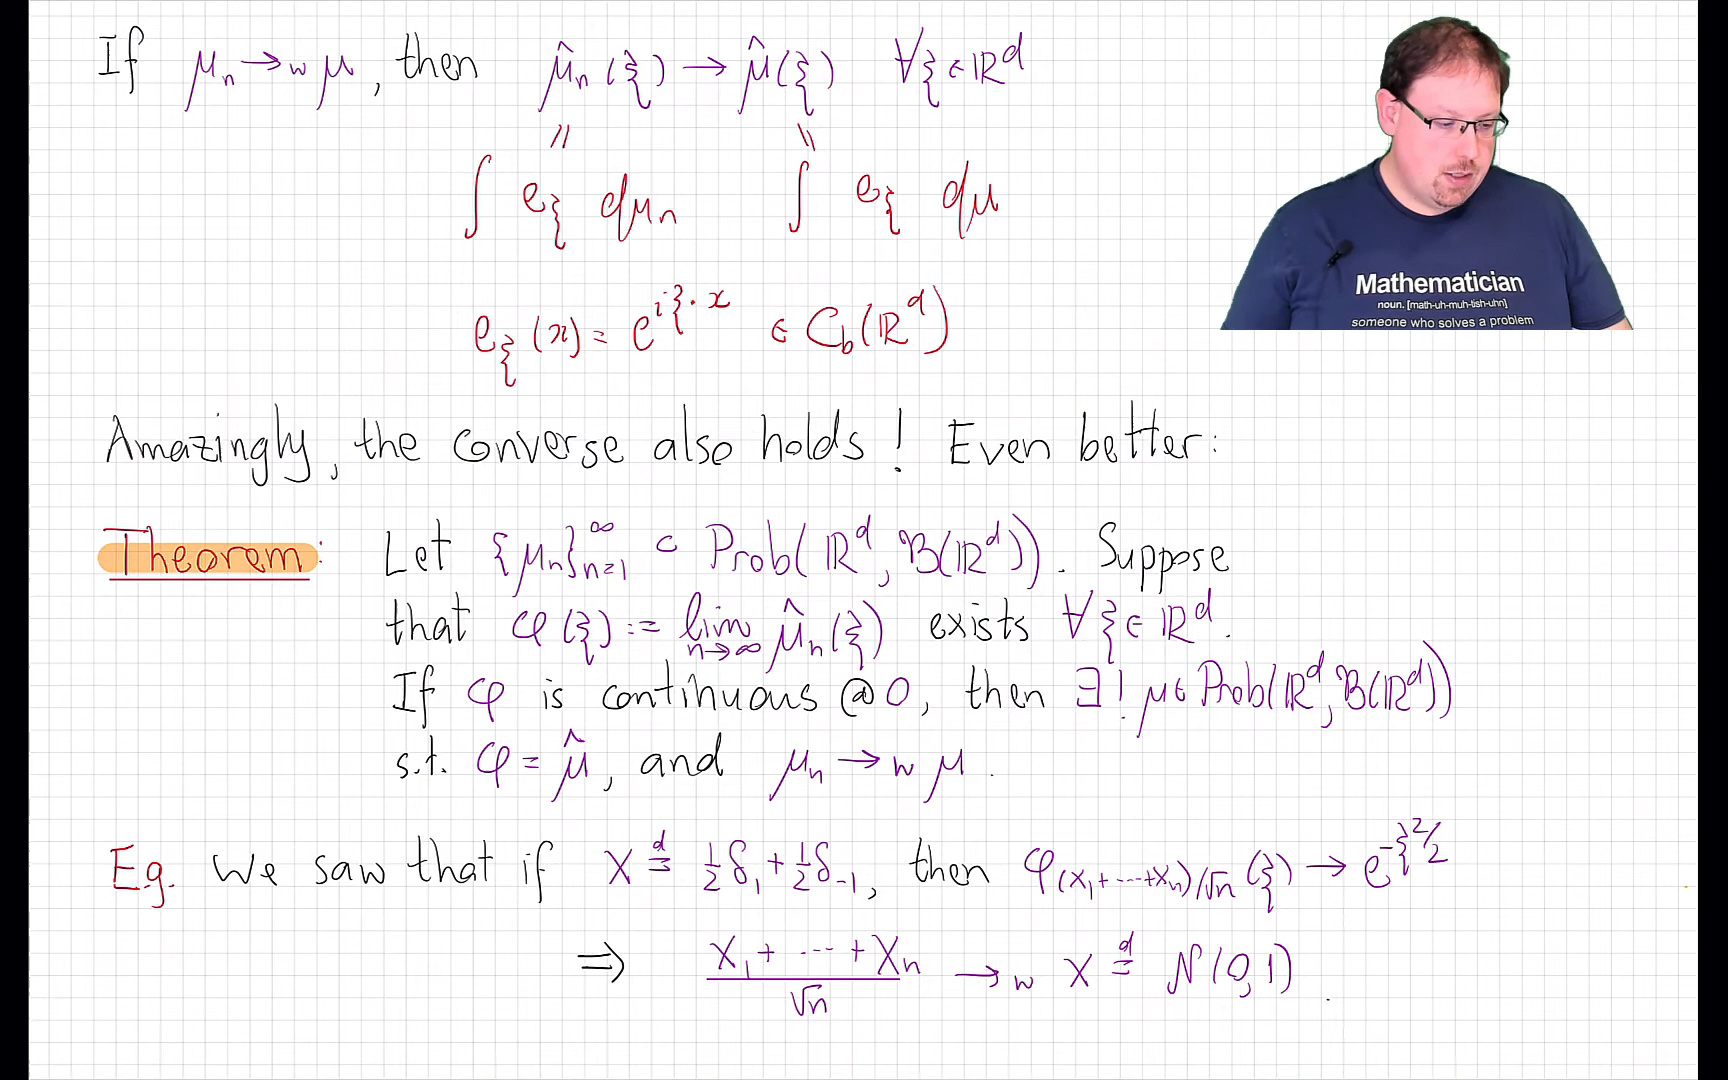 If μₙ →w μ, then μ̂ₙ(ξ) → μ̂(ξ) ∀ξ∈ℝᵈ
|| ||
∫ e_ξ dμₙ ∫ e_ξ dμ
e_ξ(x) = e^{iξ·x} ∈ C_b(ℝᵈ)
Mathematician
noun. [math-uh-muh-tish-uhn]
someone who solves a problem
Amazingly, the converse also holds! Even better:
Theorem: Let {μₙ}_{n=1}^∞ ⊂ Prob(ℝᵈ, B(ℝᵈ)). Suppose
that φ(ξ) := lim_{n→∞} μ̂ₙ(ξ) exists ∀ξ∈ℝᵈ.
If φ is continuous @0, then ∃! μ∈Prob(ℝᵈ, B(ℝᵈ))
s.t. φ = μ̂, and μₙ →w μ.
Eg. We saw that if X =ᵈ ½δ₁ + ½δ₋₁, then φ_{(X₁+⋯+Xₙ)/√n}(ξ) → e^{-ξ²/2}
⇒ (X₁ + ⋯ + Xₙ)/√n →w X =ᵈ N(0,1).